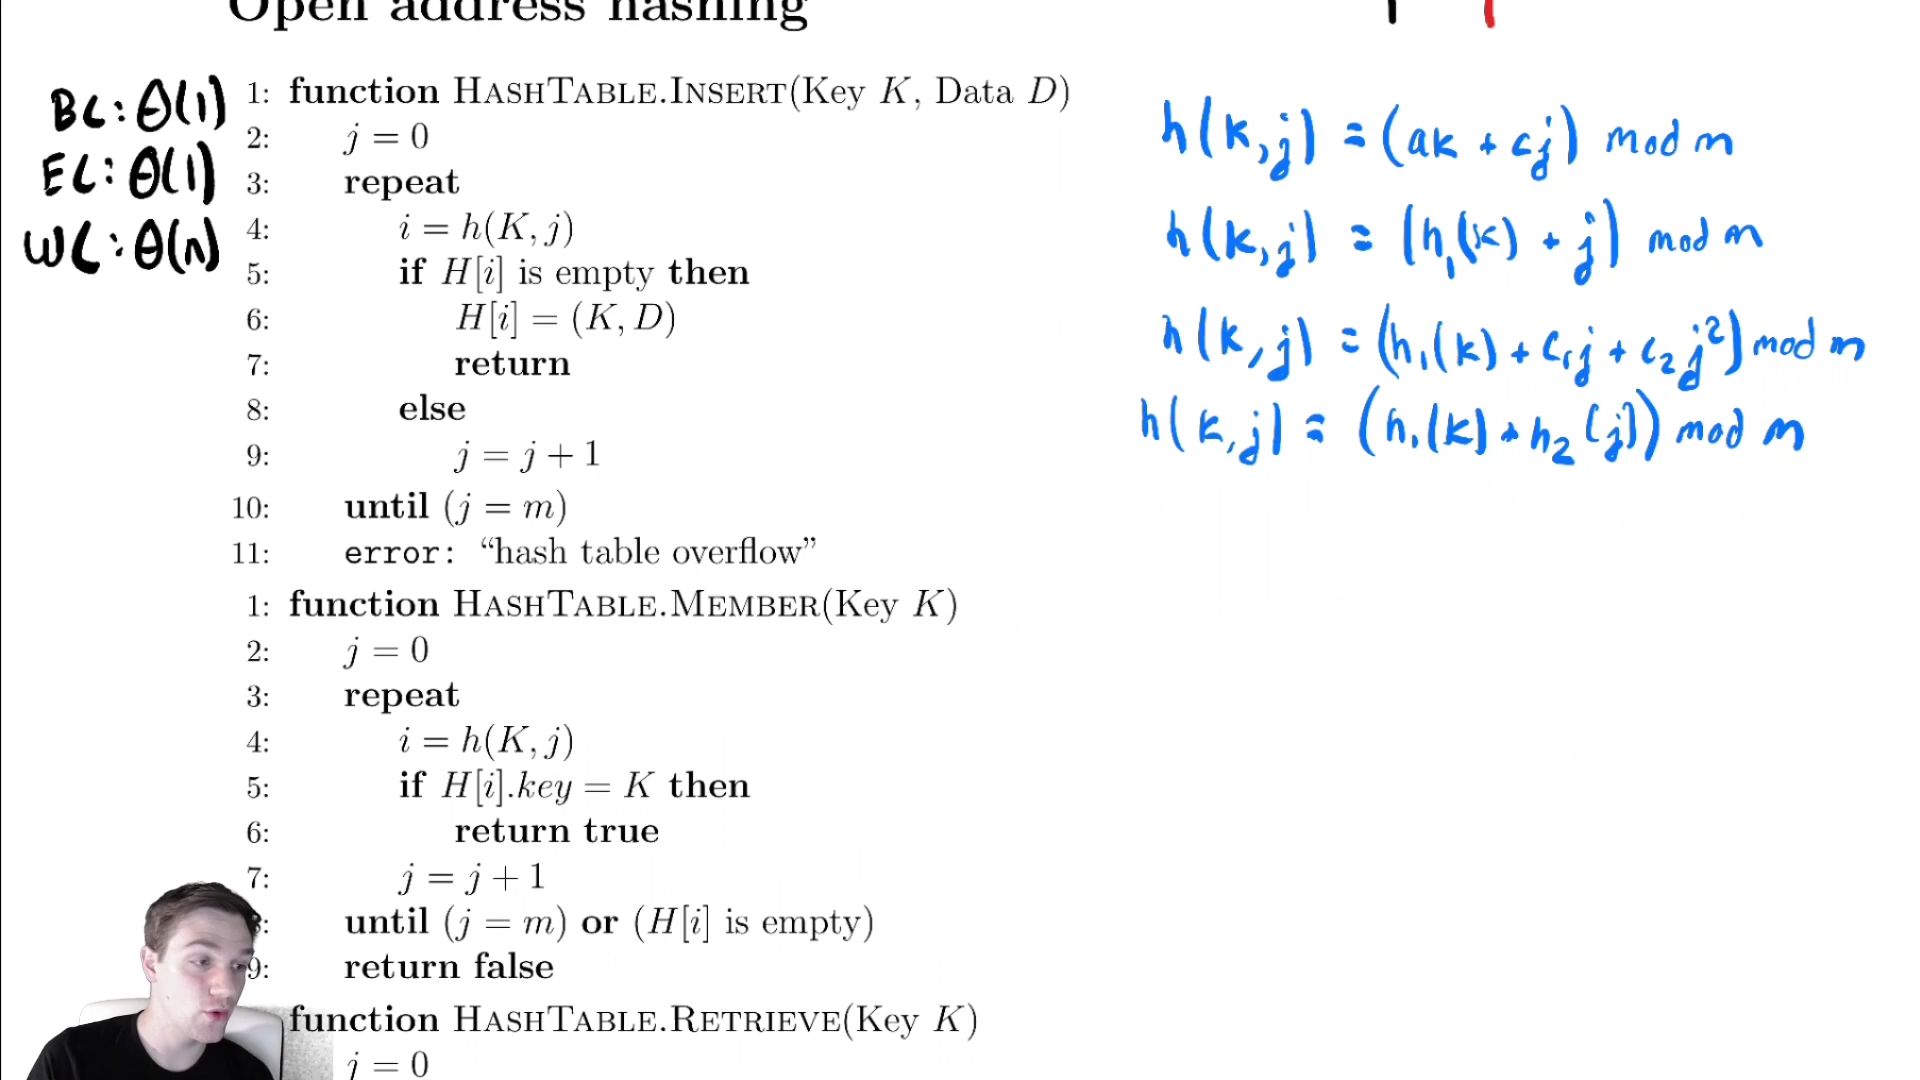 Open address hashing
BC: Θ(1)
EC: Θ(1)
WC: Θ(n)
1: function HASHTABLE.INSERT(Key K, Data D)
2: j = 0
3: repeat
4: i = h(K, j)
5: if H[i] is empty then
6: H[i] = (K, D)
7: return
8: else
9: j = j + 1
10: until (j = m)
11: error: “hash table overflow”
1: function HASHTABLE.MEMBER(Key K)
2: j = 0
3: repeat
4: i = h(K, j)
5: if H[i].key = K then
6: return true
7: j = j + 1
8: until (j = m) or (H[i] is empty)
9: return false
function HASHTABLE.RETRIEVE(Key K)
j = 0
h(k,j) = (ak + cj) mod m
h(k,j) = (h₁(k) + j) mod m
h(k,j) = (h₁(k) + c₁j + c₂j²) mod m
h(k,j) = (h₁(k) + h₂(j)) mod m